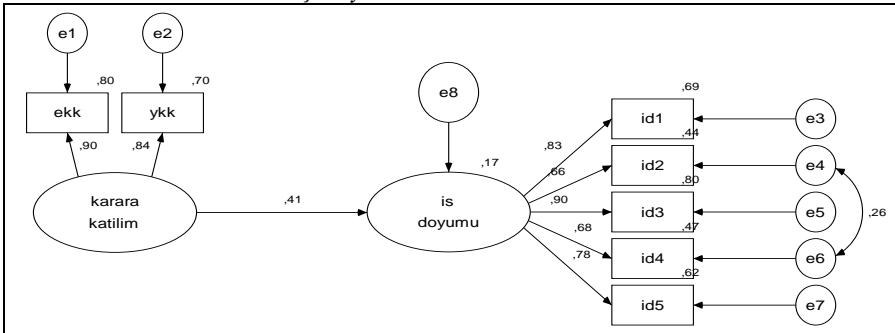 e1
e2
,80
,70
ekk
ykk
,90
,84
karara
katilim
,41
e8
,17
is
doyumu
,83
,66
,90
,68
,78
,69
id1
e3
,44
id2
e4
,80
id3
e5
,26
,47
id4
e6
,62
id5
e7